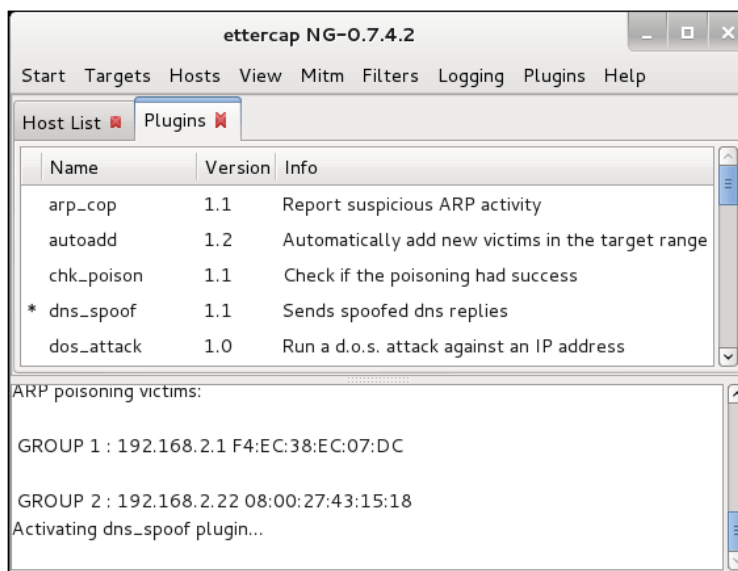 ettercap NG-0.7.4.2
Start Targets Hosts View Mitm Filters Logging Plugins Help
Host List Plugins
Name Version Info
arp_cop 1.1 Report suspicious ARP activity
autoadd 1.2 Automatically add new victims in the target range
chk_poison 1.1 Check if the poisoning had success
* dns_spoof 1.1 Sends spoofed dns replies
dos_attack 1.0 Run a d.o.s. attack against an IP address
ARP poisoning victims:
GROUP 1 : 192.168.2.1 F4:EC:38:EC:07:DC
GROUP 2 : 192.168.2.22 08:00:27:43:15:18
Activating dns_spoof plugin...